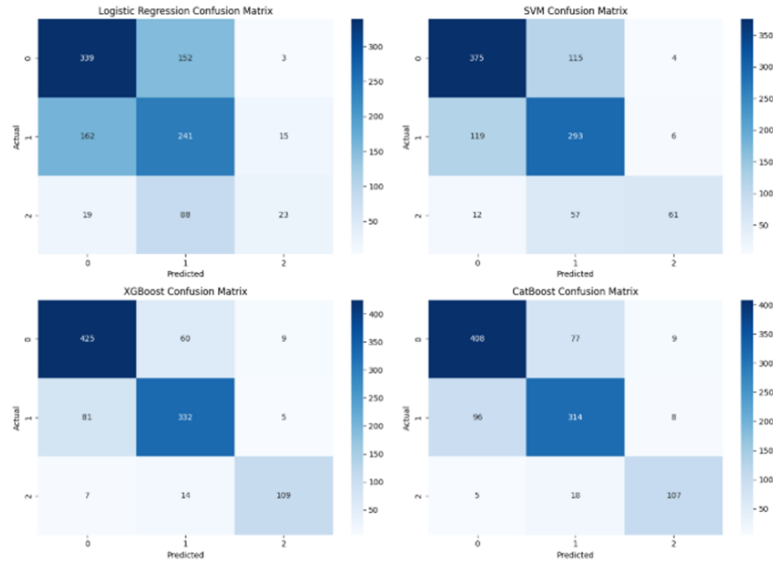 Logistic Regression Confusion Matrix
339 152 3
162 241 15
19 88 23
0 1 2
0 1 2
Actual
Predicted
300
250
200
150
100
50
SVM Confusion Matrix
375 115 4
119 293 6
12 57 61
0 1 2
0 1 2
Actual
Predicted
350
300
250
200
150
100
50
XGBoost Confusion Matrix
425 60 9
81 332 5
7 14 109
0 1 2
0 1 2
Actual
Predicted
400
350
300
250
200
150
100
50
CatBoost Confusion Matrix
408 77 9
96 314 8
5 18 107
0 1 2
0 1 2
Actual
Predicted
400
350
300
250
200
150
100
50